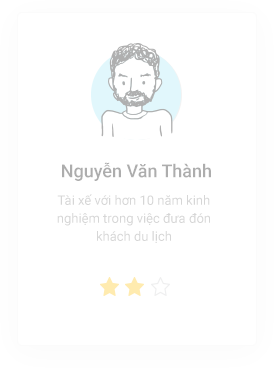 Nguyễn Văn Thành
Tài xế với hơn 10 năm kinh
nghiệm trong việc đưa đón
khách du lịch